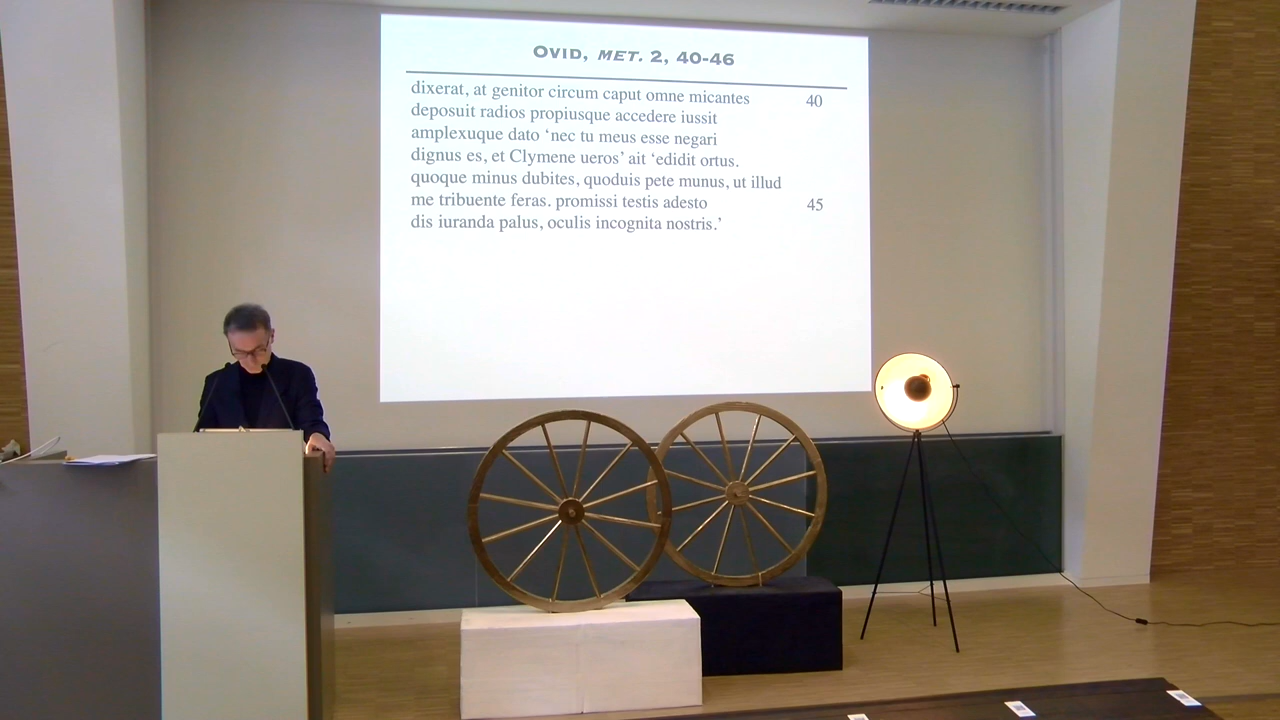 OVID, MET. 2, 40-46
dixerat, at genitor circum caput omne micantes 40
deposuit radios propiusque accedere iussit
amplexuque dato ‘nec tu meus esse negari
dignus es, et Clymene ueros’ ait ‘edidit ortus.
quoque minus dubites, quoduis pete munus, ut illud
me tribuente feras. promissi testis adesto 45
dis iuranda palus, oculis incognita nostris.’